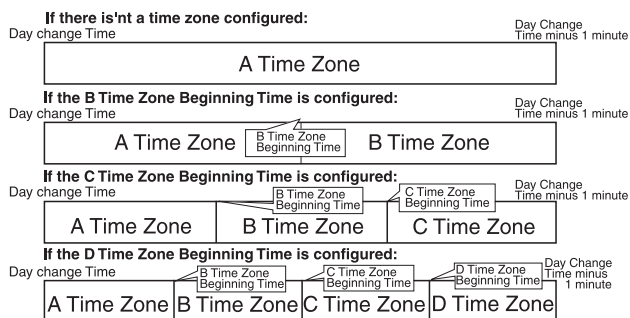 If there is'nt a time zone configured:
Day change Time
Day Change
Time minus 1 minute
A Time Zone
If the B Time Zone Beginning Time is configured:
Day change Time
Day Change
Time minus 1 minute
A Time Zone
B Time Zone
Beginning Time
B Time Zone
If the C Time Zone Beginning Time is configured:
Day change Time
B Time Zone
Beginning Time
C Time Zone
Beginning Time
Day Change
Time minus 1 minute
A Time Zone
B Time Zone
C Time Zone
If the D Time Zone Beginning Time is configured:
Day change Time
B Time Zone
Beginning Time
C Time Zone
Beginning Time
D Time Zone
Beginning Time
Day Change
Time minus
1 minute
A Time Zone
B Time Zone
C Time Zone
D Time Zone